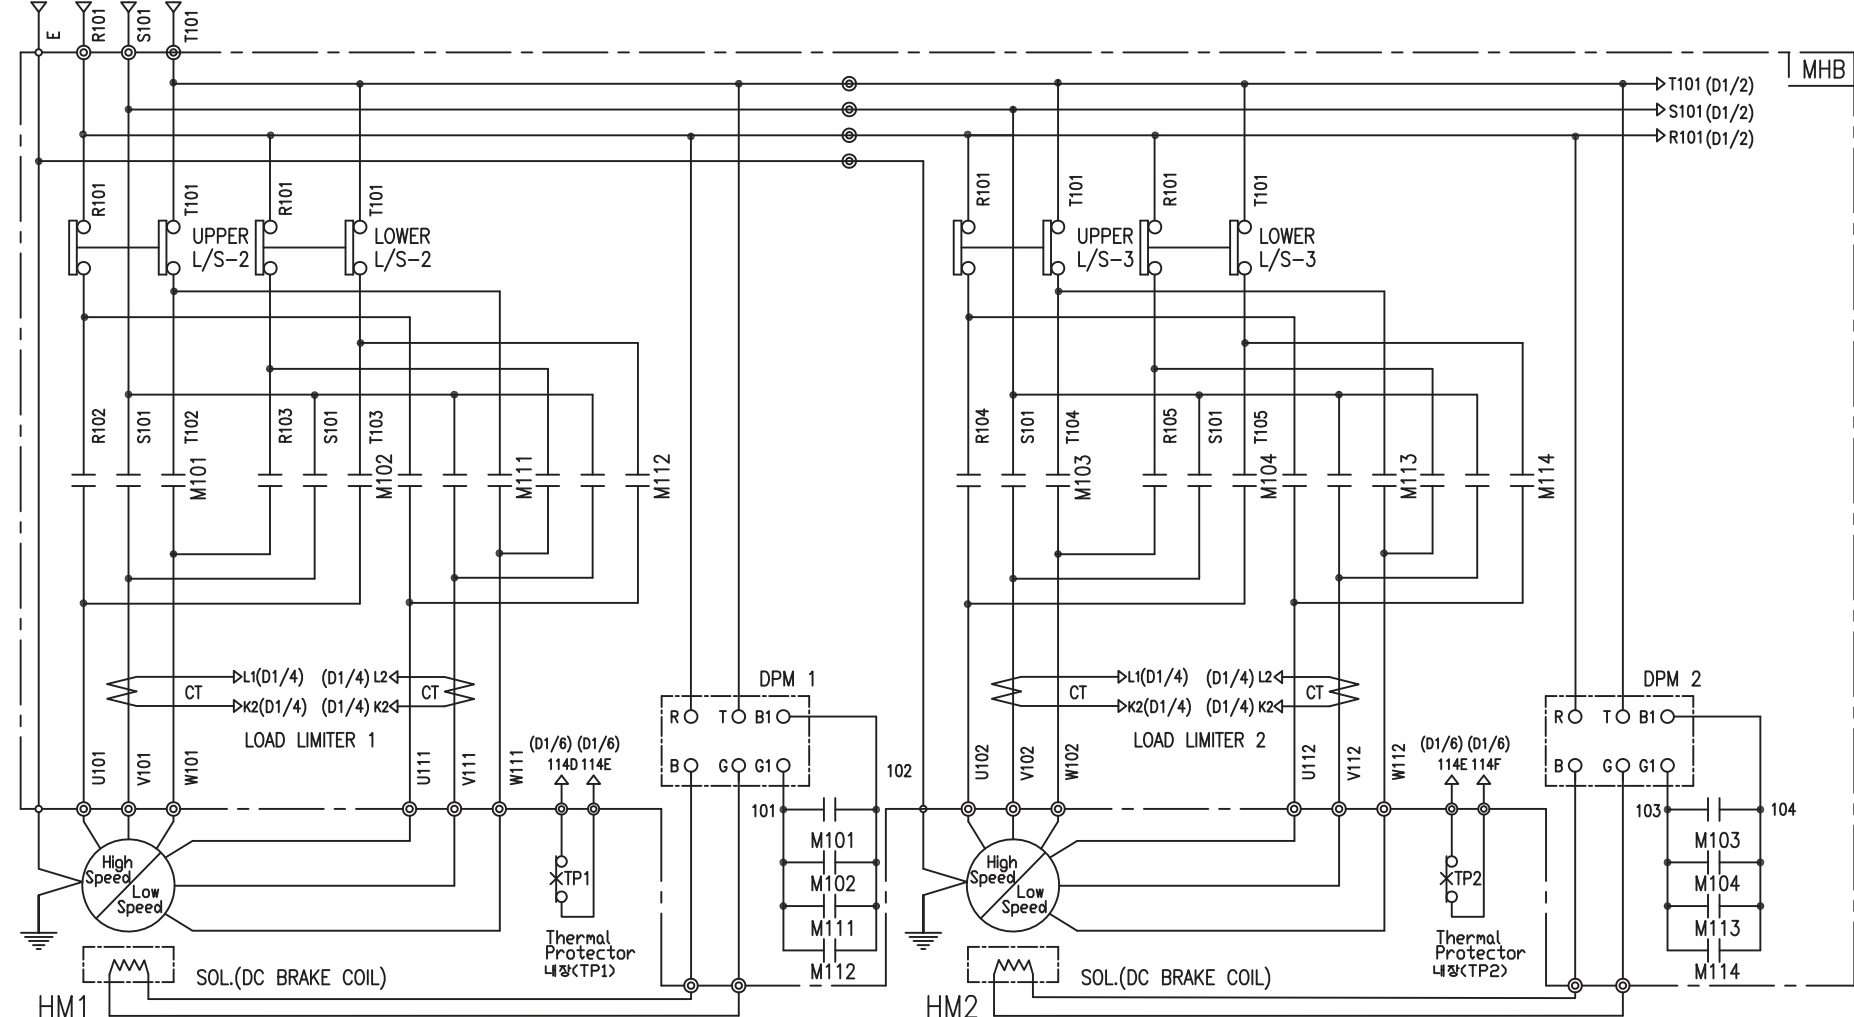 E
R101
S101
T101
MHB
T101 (D1/2)
S101 (D1/2)
R101 (D1/2)
R101
T101
R101
T101
R101
T101
R101
T101
UPPER
L/S-2
LOWER
L/S-2
UPPER
L/S-3
LOWER
L/S-3
R102
S101
T102
R103
S101
T103
R104
S101
T104
R105
S101
T105
M101
M102
M111
M112
M103
M104
M113
M114
L1(D1/4)
(D1/4) L2
K2(D1/4)
(D1/4) K2
CT
CT
LOAD LIMITER 1
DPM 1
R
T
B1
B
G
G1
L1(D1/4)
(D1/4) L2
K2(D1/4)
(D1/4) K2
CT
CT
LOAD LIMITER 2
DPM 2
R
T
B1
B
G
G1
U101
V101
W101
U111
V111
W111
(D1/6) (D1/6)
114D 114E
102
U102
V102
W102
U112
V112
W112
(D1/6) (D1/6)
114E 114F
101
M101
M102
M111
M112
103
104
M103
M104
M113
M114
High
Speed
Low
Speed
TP1
Thermal
Protector
내장(TP1)
High
Speed
Low
Speed
TP2
Thermal
Protector
내장(TP2)
SOL.(DC BRAKE COIL)
HM1
SOL.(DC BRAKE COIL)
HM2